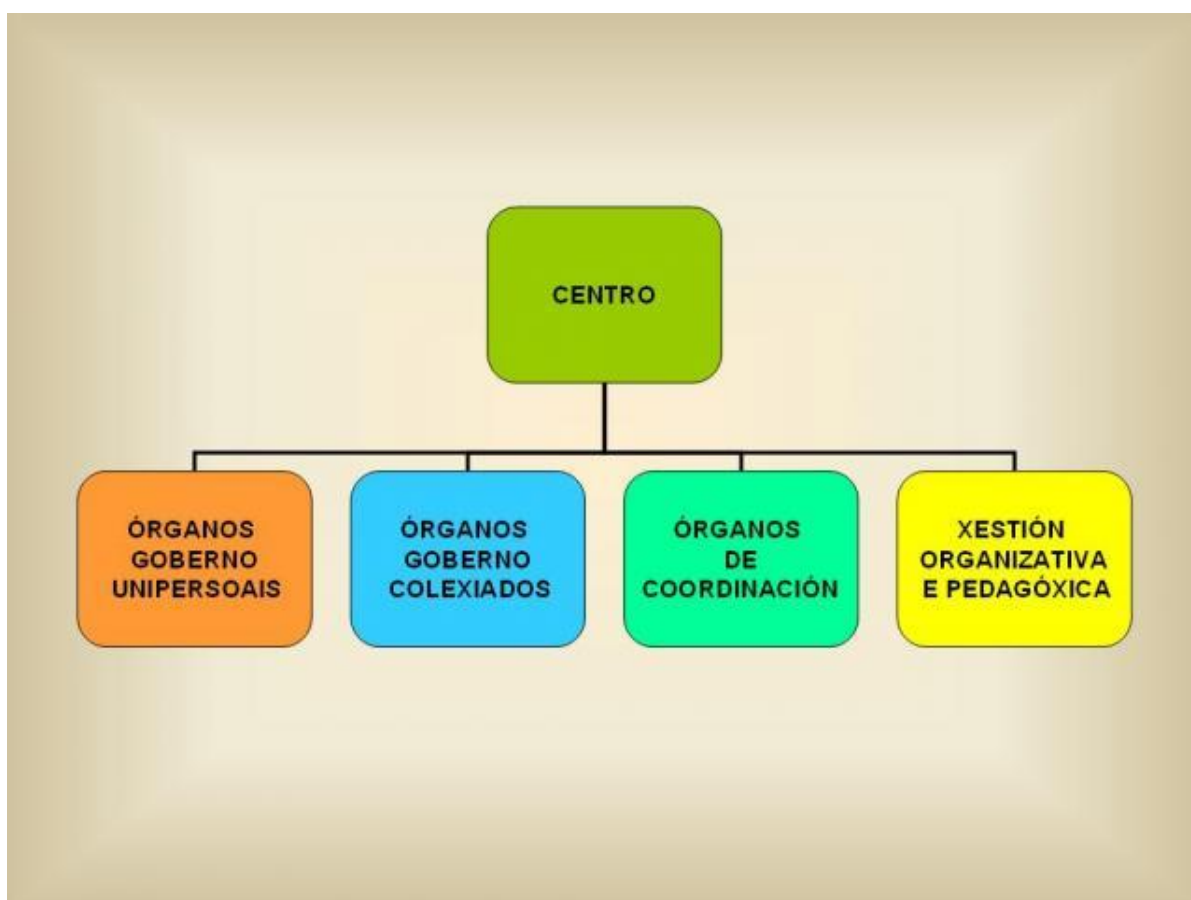 CENTRO
ÓRGANOS
GOBERNO
UNIPERSOAIS
ÓRGANOS
GOBERNO
COLEXIADOS
ÓRGANOS
DE
COORDINACIÓN
XESTIÓN
ORGANIZATIVA
E PEDAGÓXICA